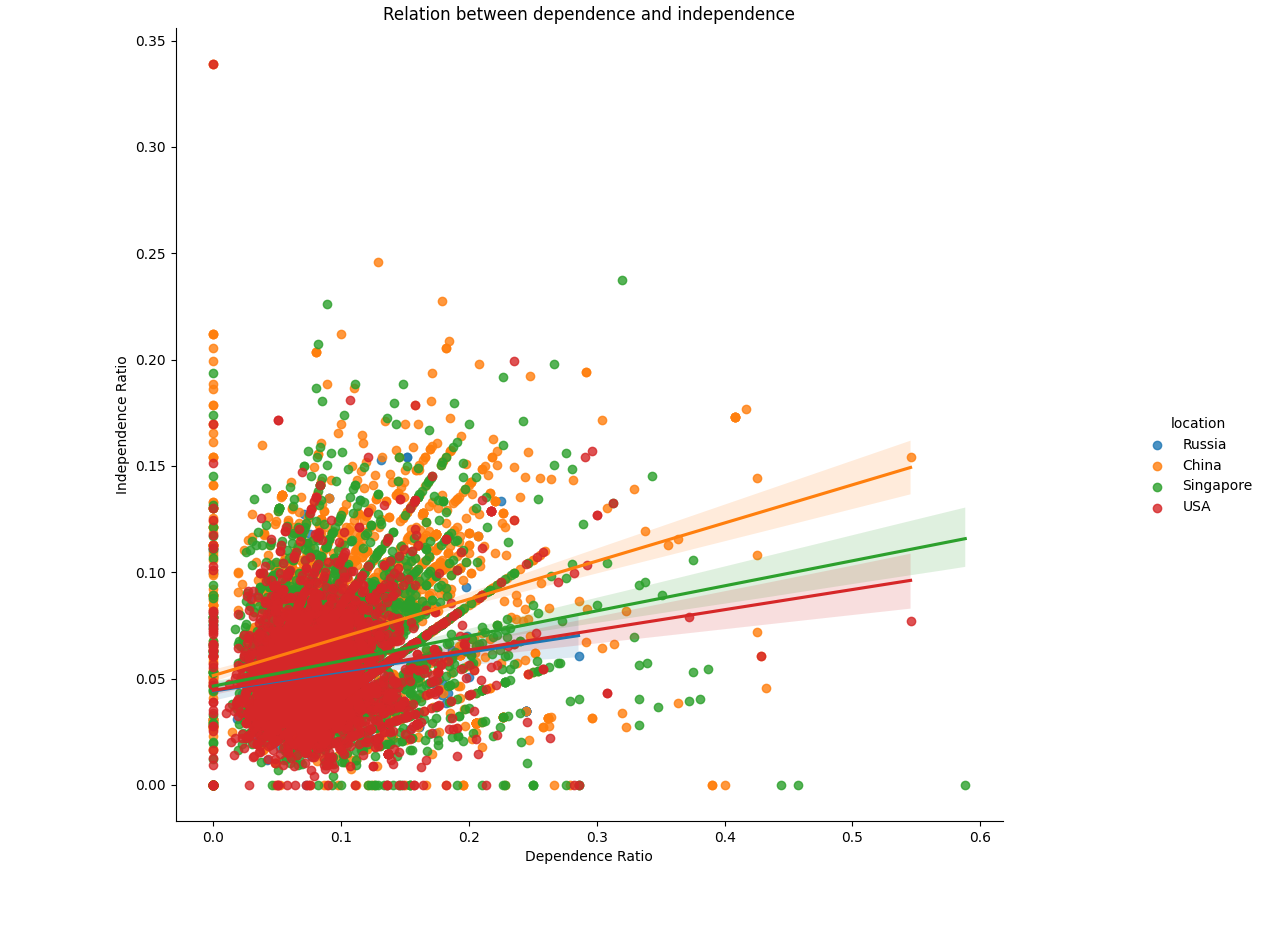 Relation between dependence and independence
0.35
0.30
0.25
0.20
0.15
0.10
0.05
0.00
Independence Ratio
0.0 0.1 0.2 0.3 0.4 0.5 0.6
Dependence Ratio
location
Russia
China
Singapore
USA